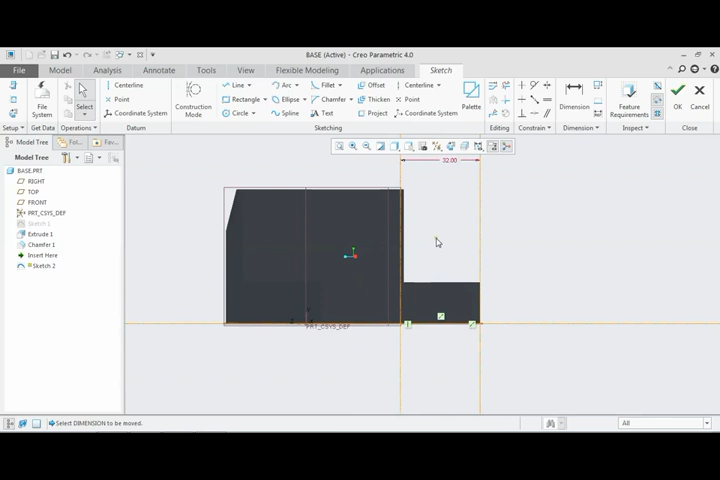 BASE (Active) - Creo Parametric 4.0
File Model Analysis Annotate Tools View Flexible Modeling Applications Sketch
File System
Select
Centerline
Point
Coordinate System
Construction Mode
Line Arc Fillet Offset Centerline
Rectangle Ellipse Chamfer Thicken Point
Circle Spline Text Project Coordinate System
Palette
Dimension
Feature Requirements
OK Cancel
Setup Get Data Operations Datum Sketching Editing Constrain Dimension Inspect Close
Model Tree Fol Fav
Model Tree
BASE.PRT
RIGHT
TOP
FRONT
PRT_CSYS_DEF
Sketch 1
Extrude 1
Chamfer 1
Insert Here
Sketch 2
32.00
PRT_CSYS_DEF
Select DIMENSION to be moved.
All